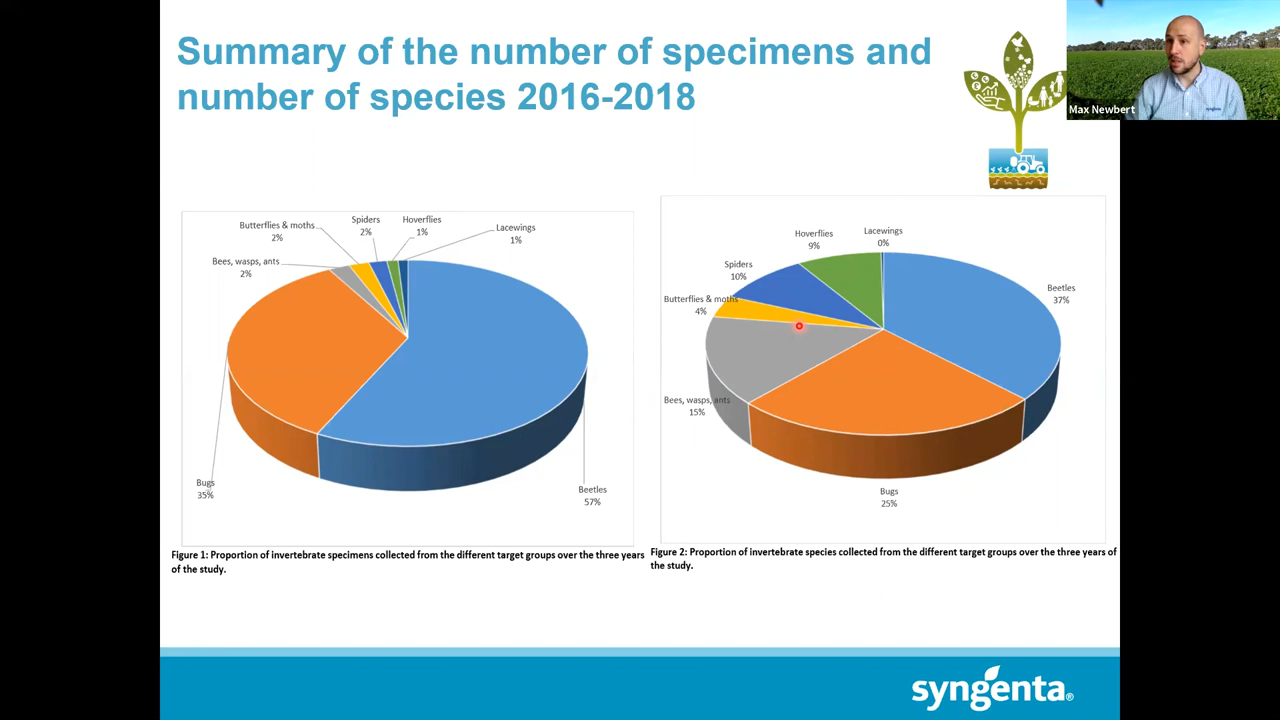 Summary of the number of specimens and
number of species 2016-2018
Max Newbert
syngenta
Butterflies & moths
2%
Spiders
2%
Hoverflies
1%
Lacewings
1%
Bees, wasps, ants
2%
Bugs
35%
Beetles
57%
Figure 1: Proportion of invertebrate specimens collected from the different target groups over the three years
of the study.
Lacewings
0%
Hoverflies
9%
Spiders
10%
Butterflies & moths
4%
Beetles
37%
Bees, wasps, ants
15%
Bugs
25%
Figure 2: Proportion of invertebrate species collected from the different target groups over the three years of
the study.
syngenta®